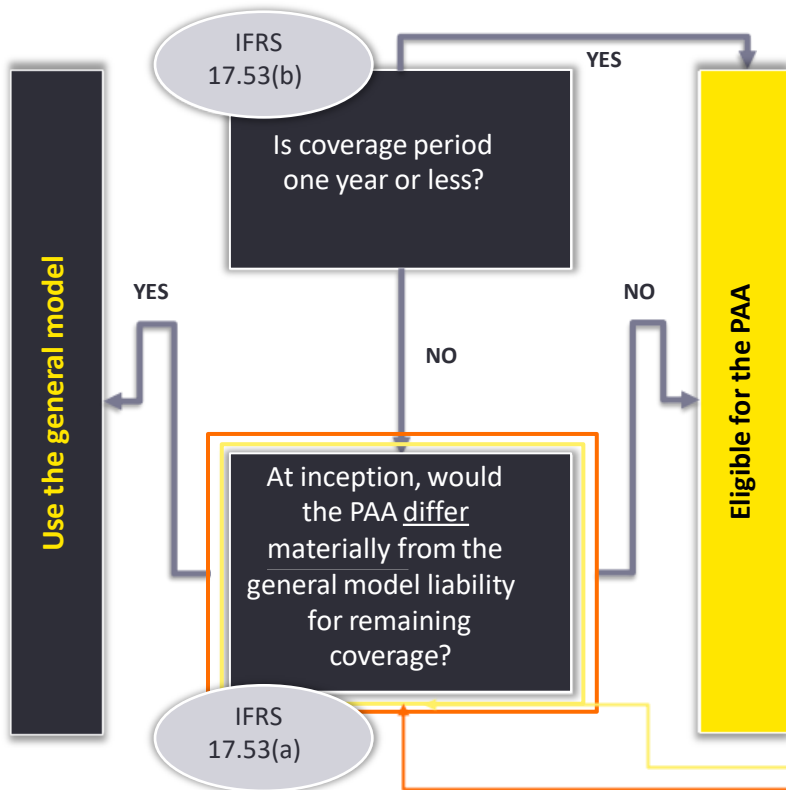 IFRS
17.53(b)
YES
Is coverage period
one year or less?
Use the general model
YES
NO
NO
Eligible for the PAA
At inception, would
the PAA differ
materially from the
general model liability
for remaining
coverage?
IFRS
17.53(a)